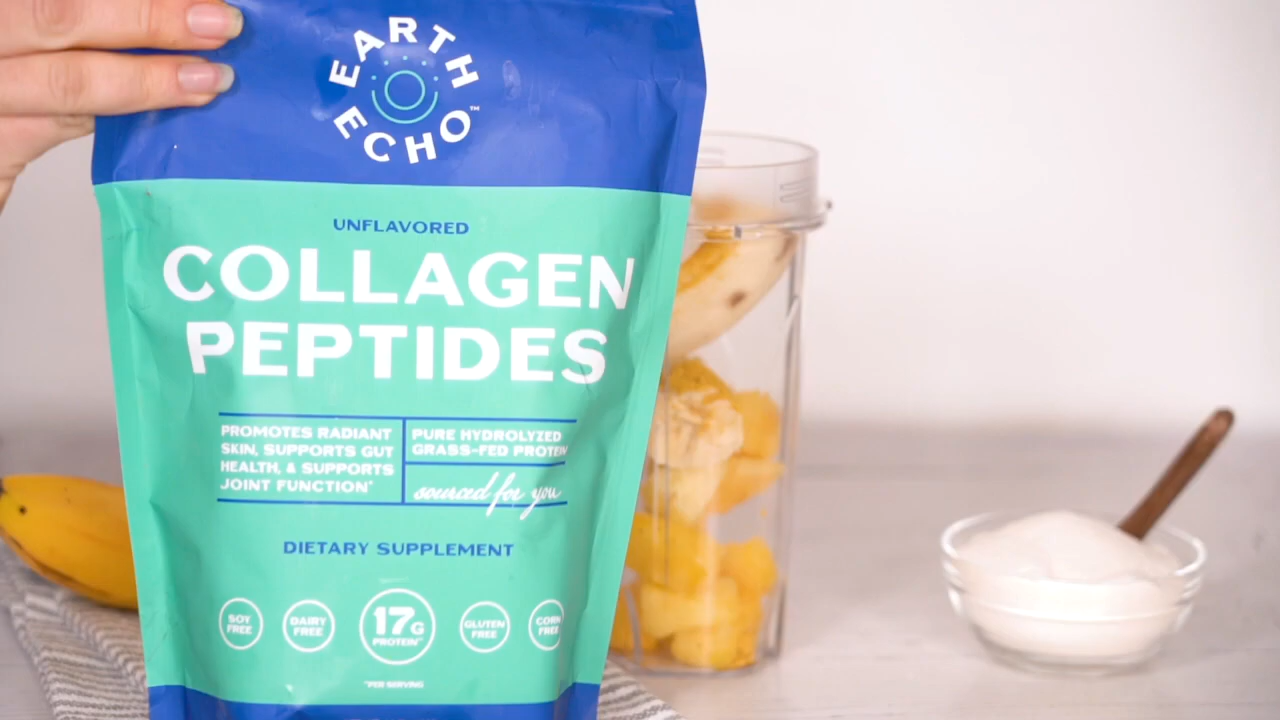 EARTH
ECHO™
UNFLAVORED
COLLAGEN
PEPTIDES
PROMOTES RADIANT
SKIN, SUPPORTS GUT
HEALTH, & SUPPORTS
JOINT FUNCTION*
PURE HYDROLYZED
GRASS-FED PROTEIN
sourced for you
DIETARY SUPPLEMENT
SOY
FREE
DAIRY
FREE
17G
PROTEIN**
GLUTEN
FREE
CORN
FREE
**PER SERVING